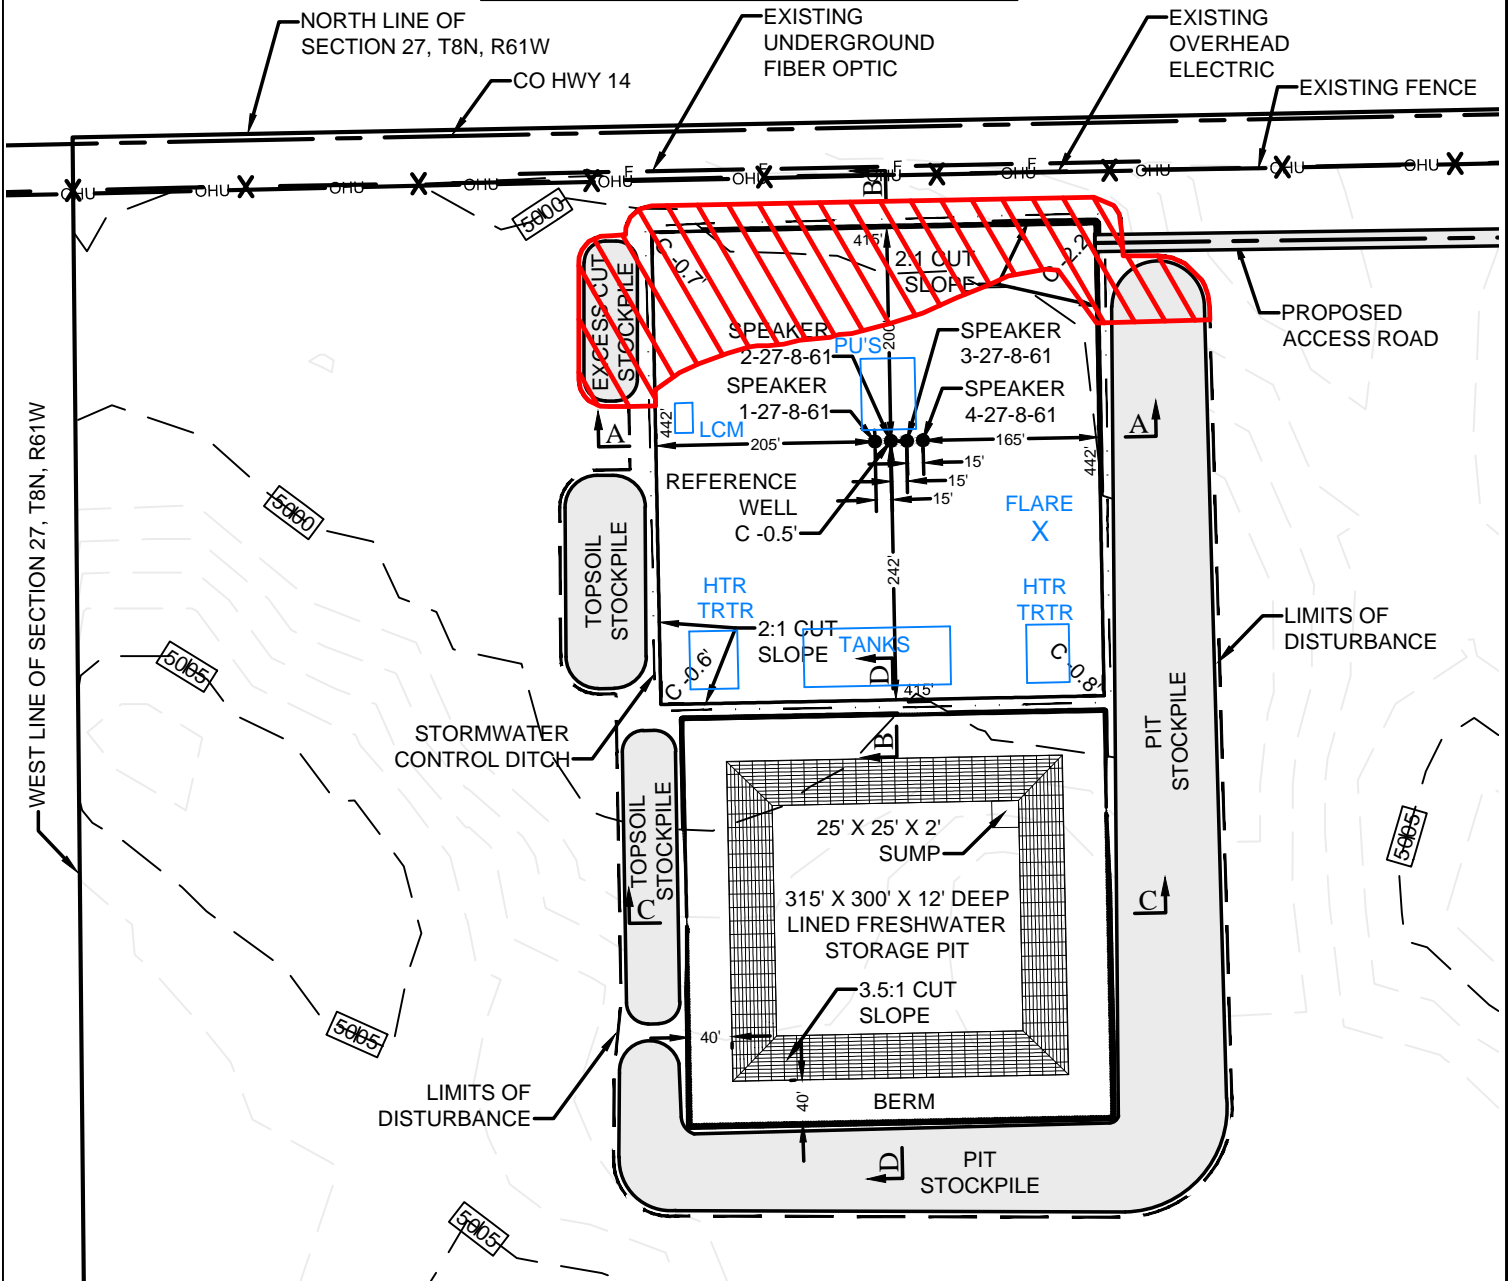 NORTH LINE OF
SECTION 27, T8N, R61W
CO HWY 14
EXISTING
UNDERGROUND
FIBER OPTIC
EXISTING
OVERHEAD
ELECTRIC
EXISTING FENCE
OHU
OHU
OHU
OHU
OHU
OHU
OHU
OHU
OHU
OHU
F
F
F
F
B
5000
415'
C -0.7'
2:1 CUT
SLOPE
C -2.2'
EXCESS CUT
STOCKPILE
PROPOSED
ACCESS ROAD
200'
SPEAKER
2-27-8-61
PU'S
SPEAKER
3-27-8-61
SPEAKER
1-27-8-61
SPEAKER
4-27-8-61
A
442'
LCM
205'
165'
442'
A
15'
15'
15'
REFERENCE
WELL
C -0.5'
FLARE
X
WEST LINE OF SECTION 27, T8N, R61W
5000
TOPSOIL
STOCKPILE
242'
HTR
TRTR
HTR
TRTR
2:1 CUT
SLOPE
TANKS
C -0.6'
D
415'
C -0.8'
LIMITS OF
DISTURBANCE
5005
STORMWATER
CONTROL DITCH
B
PIT
STOCKPILE
TOPSOIL
STOCKPILE
25' X 25' X 2'
SUMP
5005
C
315' X 300' X 12' DEEP
LINED FRESHWATER
STORAGE PIT
C
3.5:1 CUT
SLOPE
5005
40'
LIMITS OF
DISTURBANCE
40'
BERM
D
PIT
STOCKPILE
5005